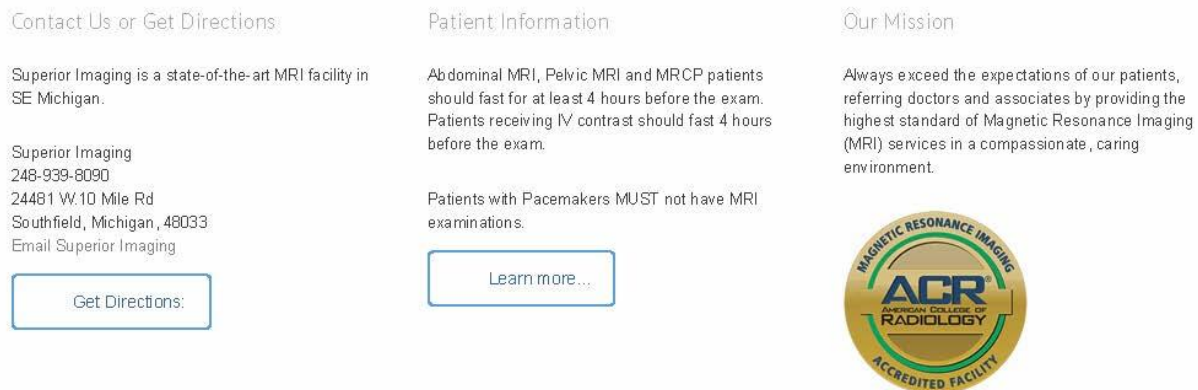 Contact Us or Get Directions
Superior Imaging is a state-of-the-art MRI facility in
SE Michigan.
Superior Imaging
248-939-8090
24481 W.10 Mile Rd
Southfield, Michigan, 48033
Email Superior Imaging
Get Directions:
Patient Information
Abdominal MRI, Pelvic MRI and MRCP patients
should fast for at least 4 hours before the exam.
Patients receiving IV contrast should fast 4 hours
before the exam.
Patients with Pacemakers MUST not have MRI
examinations.
Learn more...
Our Mission
Always exceed the expectations of our patients,
referring doctors and associates by providing the
highest standard of Magnetic Resonance Imaging
(MRI) services in a compassionate, caring
environment.
MAGNETIC RESONANCE IMAGING
ACR®
AMERICAN COLLEGE OF
RADIOLOGY
ACCREDITED FACILITY